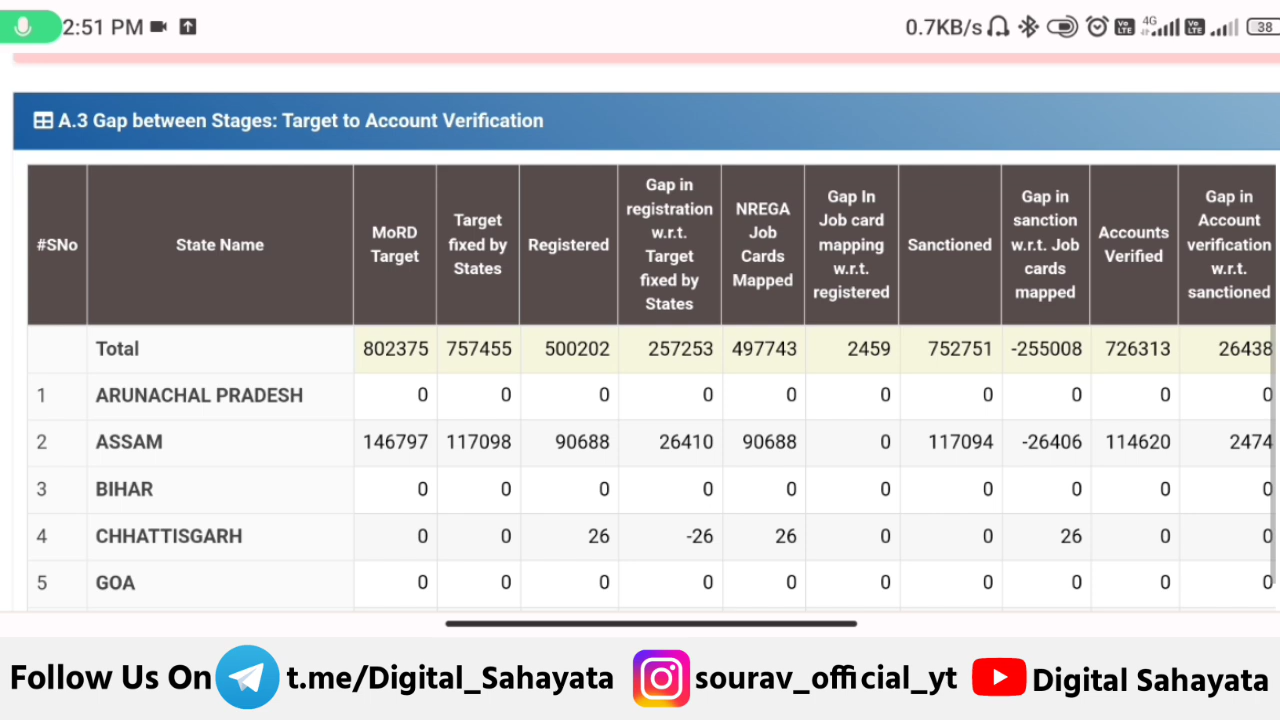 2:51 PM 0.7KB/s Vo LTE 4G Vo LTE 38
A.3 Gap between Stages: Target to Account Verification
#SNo State Name MoRD Target Target fixed by States Registered Gap in registration w.r.t. Target fixed by States NREGA Job Cards Mapped Gap In Job card mapping w.r.t. registered Sanctioned Gap in sanction w.r.t. Job cards mapped Accounts Verified Gap in Account verification w.r.t. sanctioned
Total 802375 757455 500202 257253 497743 2459 752751 -255008 726313 26438
1 ARUNACHAL PRADESH 0 0 0 0 0 0 0 0 0 0
2 ASSAM 146797 117098 90688 26410 90688 0 117094 -26406 114620 2474
3 BIHAR 0 0 0 0 0 0 0 0 0 0
4 CHHATTISGARH 0 0 26 -26 26 0 0 26 0 0
5 GOA 0 0 0 0 0 0 0 0 0 0
Follow Us On t.me/Digital_Sahayata sourav_official_yt Digital Sahayata